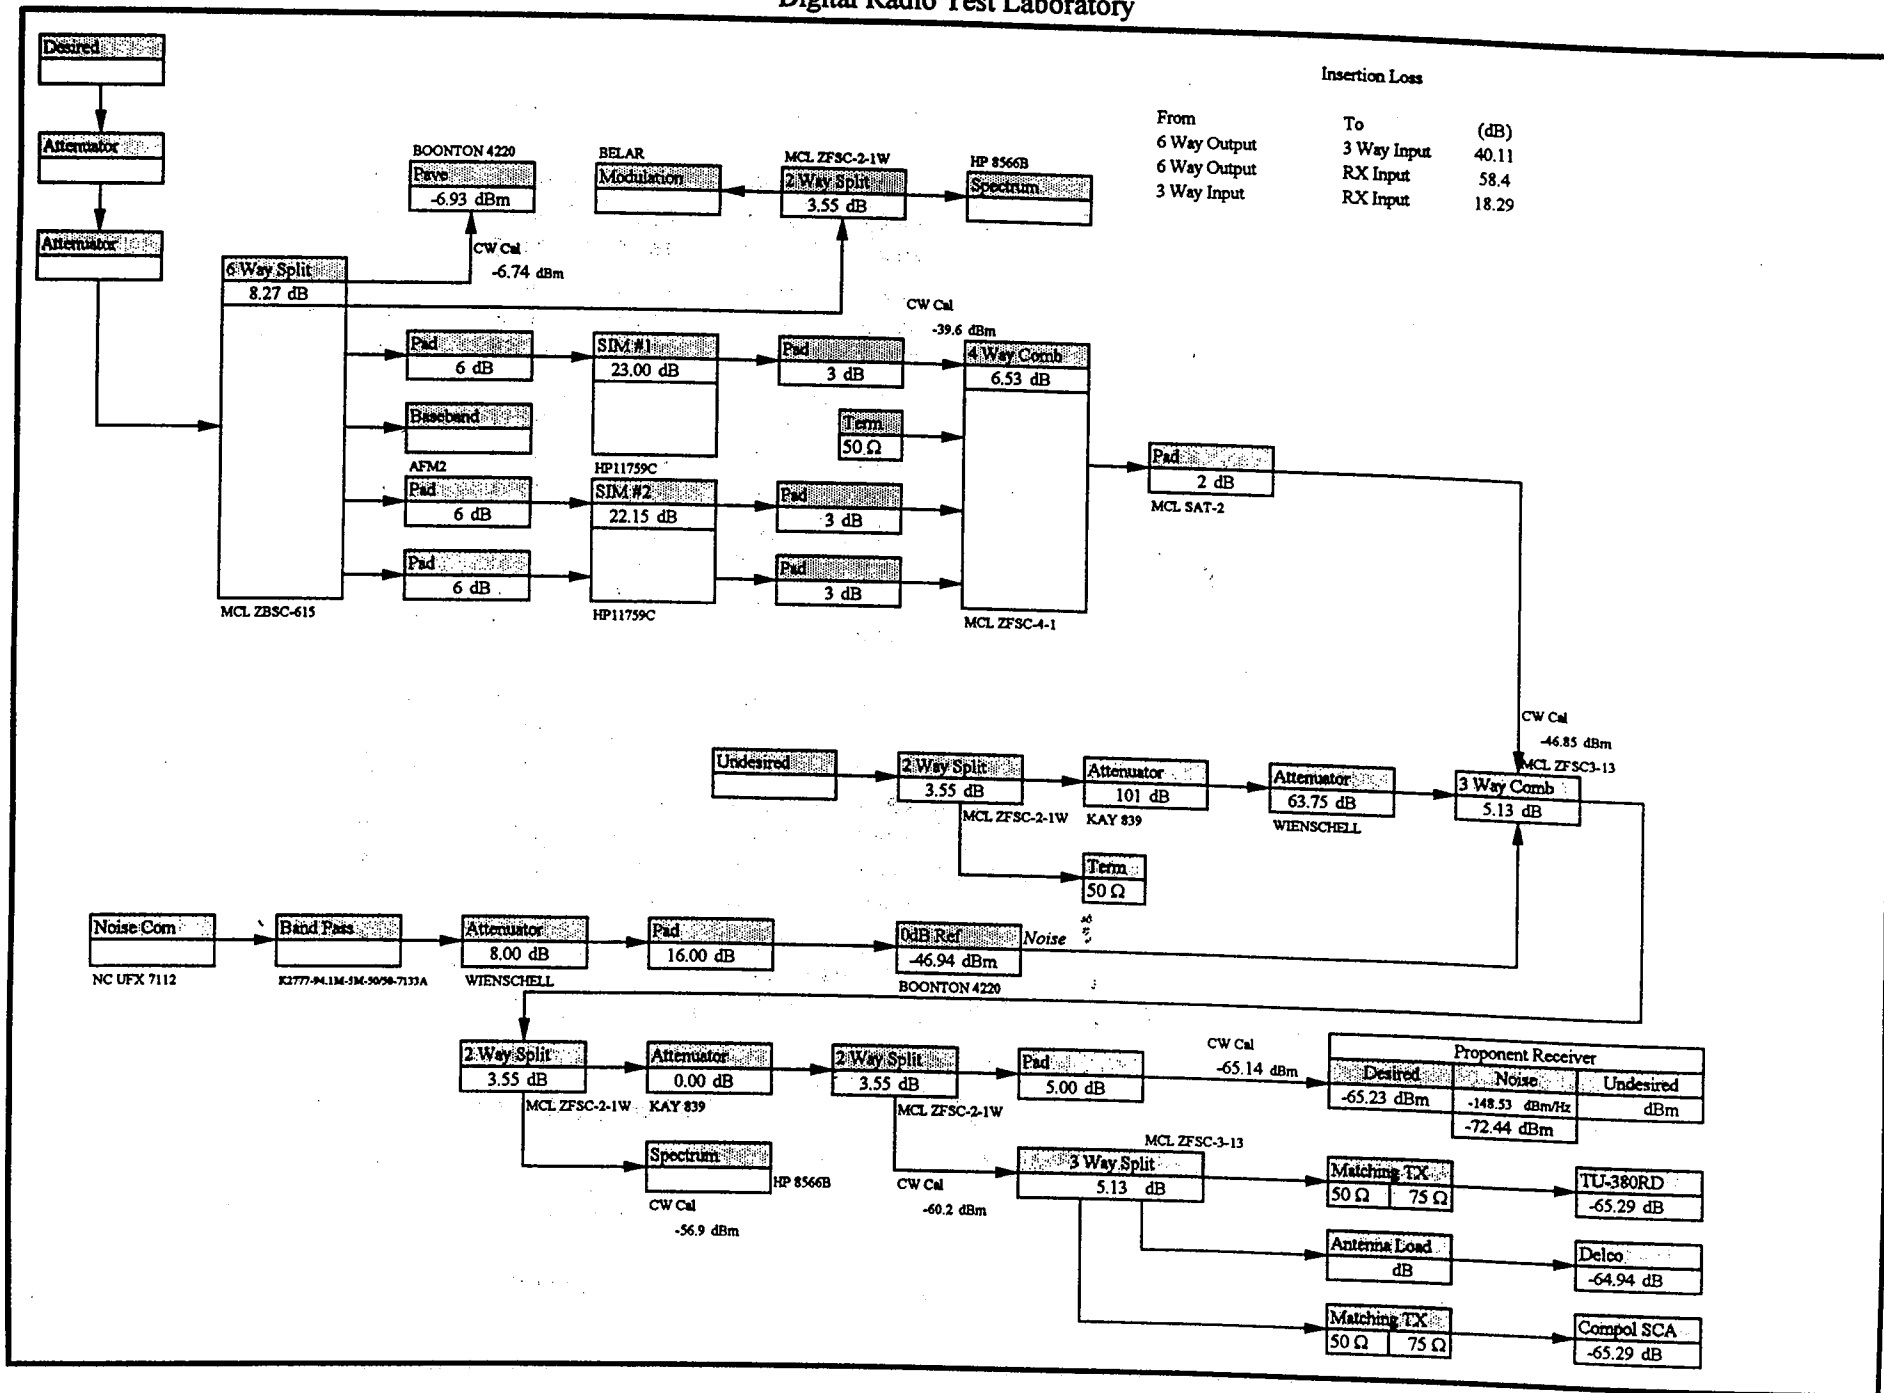 Digital Radio Test Laboratory
Desired
Attenuator
Attenuator
Insertion Loss
From To (dB)
6 Way Output 3 Way Input 40.11
6 Way Output RX Input 58.4
3 Way Input RX Input 18.29
BOONTON 4220
Pave
-6.93 dBm
CW Cal
-6.74 dBm
BELAR
Modulation
MCL ZFSC-2-1W
2 Way Split
3.55 dB
HP 8566B
Spectrum
6 Way Split
8.27 dB
MCL ZBSC-615
Pad
6 dB
SIM #1
23.00 dB
HP11759C
Pad
3 dB
CW Cal
-39.6 dBm
4 Way Comb
6.53 dB
MCL ZFSC-4-1
Baseband
AFM2
Term
50 Ω
Pad
6 dB
SIM #2
22.15 dB
HP11759C
Pad
3 dB
Pad
6 dB
Pad
3 dB
Pad
2 dB
MCL SAT-2
CW Cal
-46.85 dBm
MCL ZFSC3-13
3 Way Comb
5.13 dB
Undesired
2 Way Split
3.55 dB
MCL ZFSC-2-1W
Attenuator
101 dB
KAY 839
Attenuator
63.75 dB
WIENSCHELL
Term
50 Ω
Noise Com
NC UFX 7112
Band Pass
K2777-94.1M-5M-50/50-7133A
Attenuator
8.00 dB
WIENSCHELL
Pad
16.00 dB
0dB Ref
-46.94 dBm
BOONTON 4220
Noise
2 Way Split
3.55 dB
MCL ZFSC-2-1W
Attenuator
0.00 dB
KAY 839
2 Way Split
3.55 dB
MCL ZFSC-2-1W
Pad
5.00 dB
CW Cal
-65.14 dBm
Proponent Receiver
Desired Noise Undesired
-65.23 dBm -148.53 dBm/Hz dBm
-72.44 dBm
Spectrum
HP 8566B
CW Cal
-56.9 dBm
CW Cal
-60.2 dBm
MCL ZFSC-3-13
3 Way Split
5.13 dB
Matching TX
50 Ω 75 Ω
TU-380RD
-65.29 dB
Antenna Load
dB
Delco
-64.94 dB
Matching TX
50 Ω 75 Ω
Compol SCA
-65.29 dB